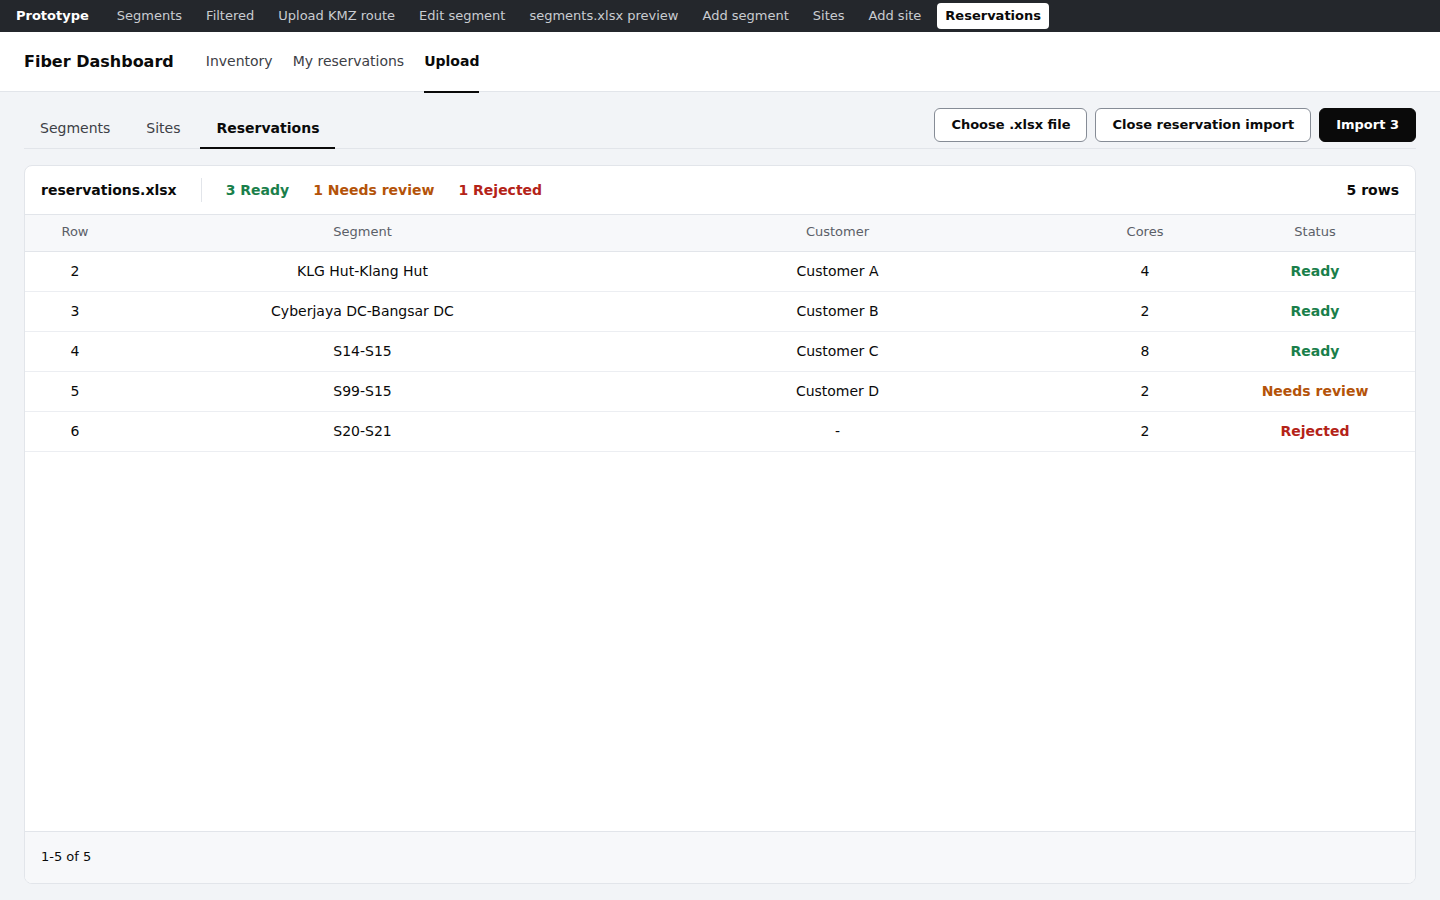 Prototype Segments Filtered Upload KMZ route Edit segment segments.xlsx preview Add segment Sites Add site Reservations
Fiber Dashboard Inventory My reservations Upload
Segments Sites Reservations Choose .xlsx file Close reservation import Import 3
reservations.xlsx 3 Ready 1 Needs review 1 Rejected 5 rows
Row Segment Customer Cores Status
2 KLG Hut-Klang Hut Customer A 4 Ready
3 Cyberjaya DC-Bangsar DC Customer B 2 Ready
4 S14-S15 Customer C 8 Ready
5 S99-S15 Customer D 2 Needs review
6 S20-S21 - 2 Rejected
1-5 of 5